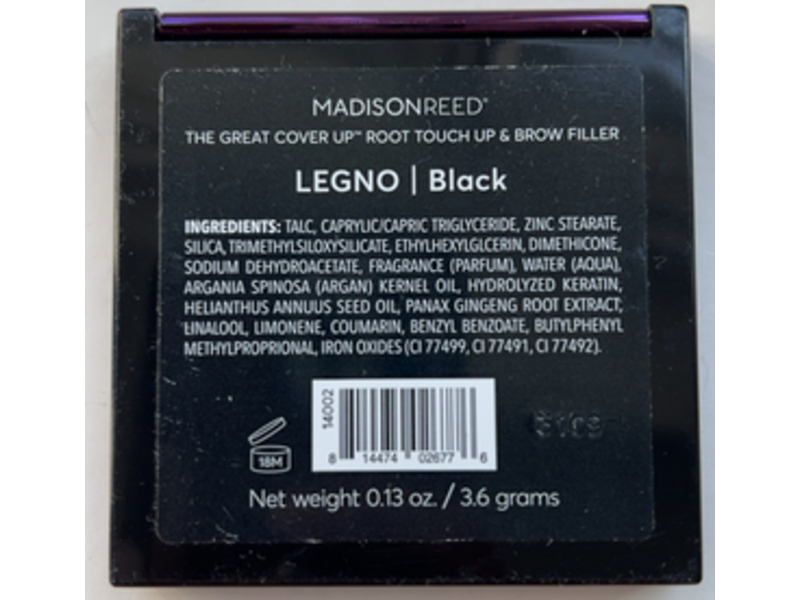 MADISONREED™
THE GREAT COVER UP™ ROOT TOUCH UP & BROW FILLER
LEGNO | Black
INGREDIENTS: TALC, CAPRYLIC/CAPRIC TRIGLYCERIDE, ZINC STEARATE,
SILICA, TRIMETHYLSILOXYSILICATE, ETHYLHEXYLGLCERIN, DIMETHICONE,
SODIUM DEHYDROACETATE, FRAGRANCE (PARFUM), WATER (AQUA),
ARGANIA SPINOSA (ARGAN) KERNEL OIL, HYDROLYZED KERATIN,
HELIANTHUS ANNUUS SEED OIL, PANAX GINGENG ROOT EXTRACT,
LINALOOL, LIMONENE, COUMARIN, BENZYL BENZOATE, BUTYLPHENYL
METHYLPROPRIONAL, IRON OXIDES (CI 77499, CI 77491, CI 77492).
14002
18M
8 14474 02677 6
Net weight 0.13 oz. / 3.6 grams